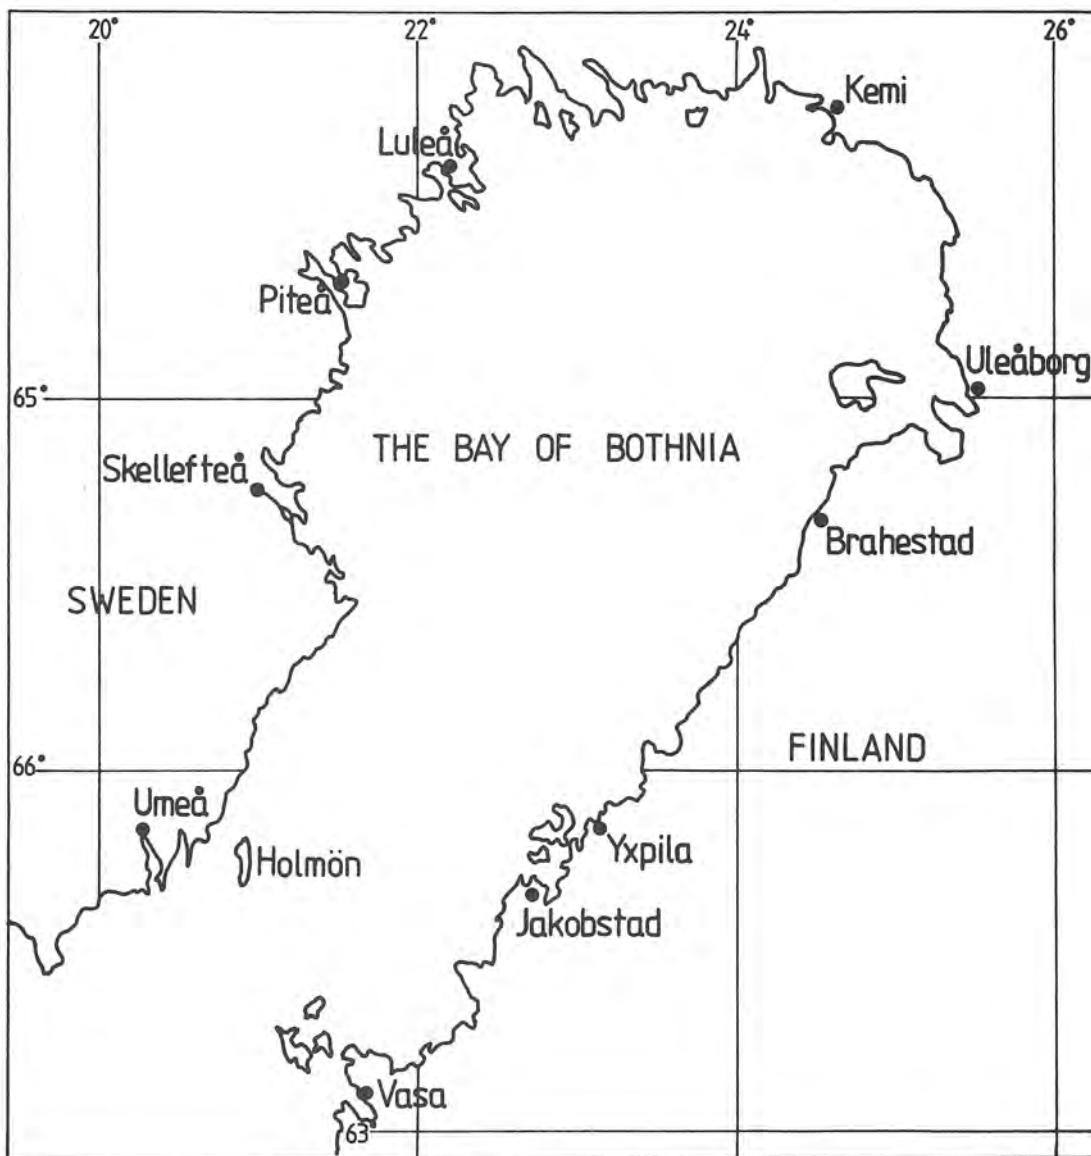 20°
22°
24°
26°
Kemi
Luleå
Piteå
Uleåborg
65°
THE BAY OF BOTHNIA
Skellefteå
Brahestad
SWEDEN
FINLAND
66°
Umeå
Holmön
Yxpila
Jakobstad
Vasa
63